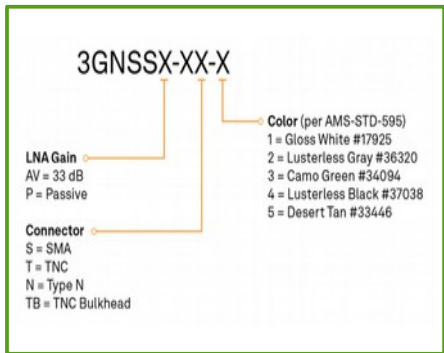 3GNSSX-XX-X
Color (per AMS-STD-595)
1 = Gloss White #17925
2 = Lusterless Gray #36320
3 = Camo Green #34094
4 = Lusterless Black #37038
5 = Desert Tan #33446
LNA Gain
AV = 33 dB
P = Passive
Connector
S = SMA
T = TNC
N = Type N
TB = TNC Bulkhead